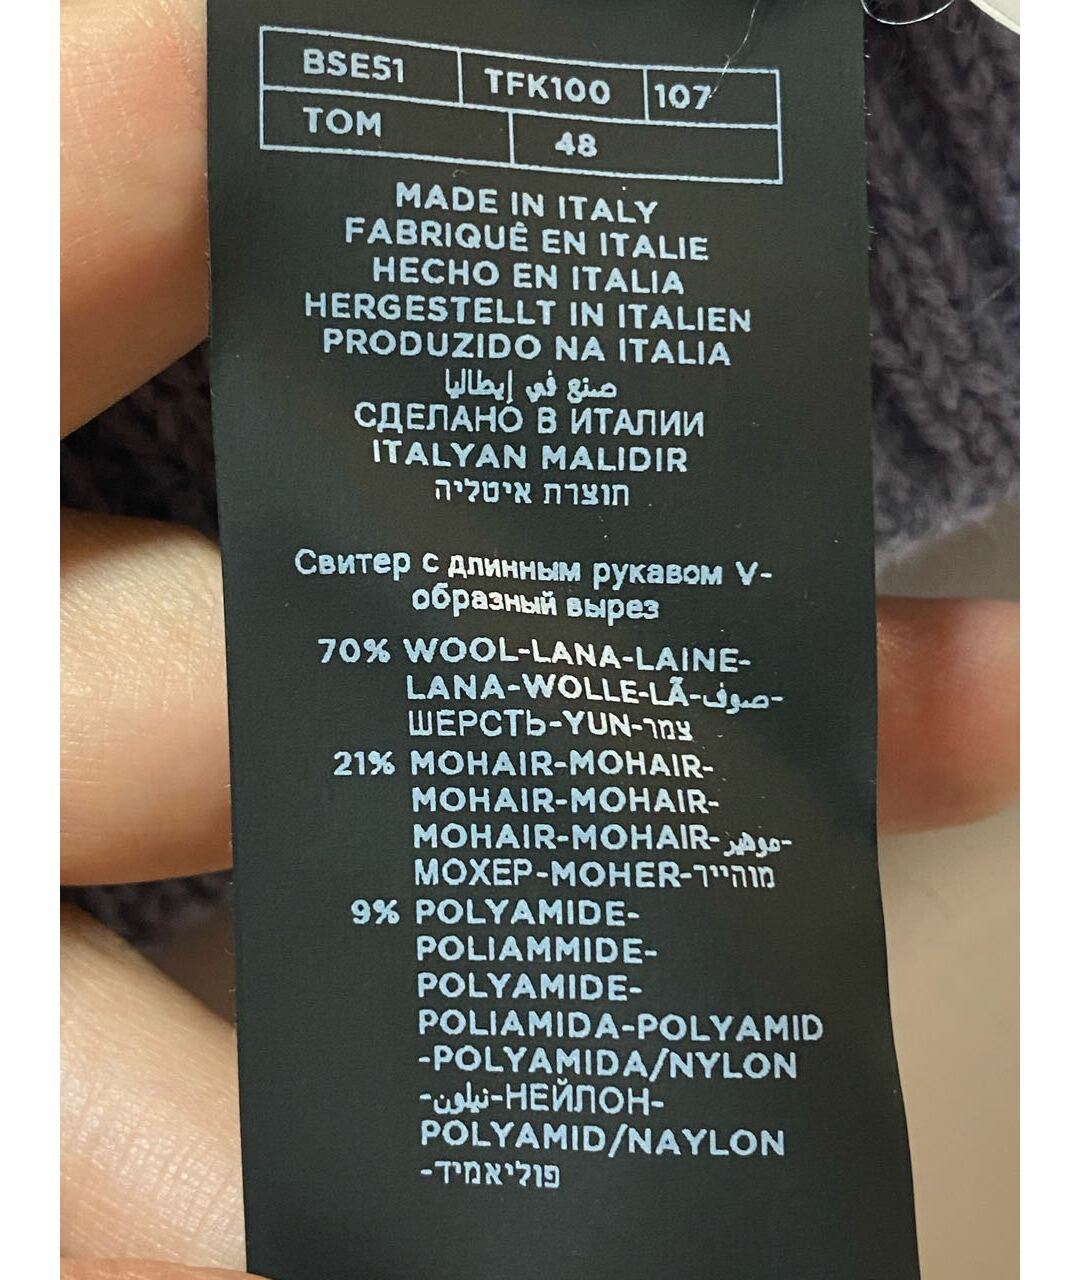 BSE51 TFK100 107
TOM 48
MADE IN ITALY
FABRIQUÉ EN ITALIE
HECHO EN ITALIA
HERGESTELLT IN ITALIEN
PRODUZIDO NA ITALIA
صنع في إيطاليا
СДЕЛАНО В ИТАЛИИ
ITALYAN MALIDIR
תוצרת איטליה
Свитер с длинным рукавом V-
образный вырез
70% WOOL-LANA-LAINE-
LANA-WOLLE-LÃ-صوف-
ШЕРСТЬ-YUN-צמר
21% MOHAIR-MOHAIR-
MOHAIR-MOHAIR-
MOHAIR-MOHAIR-موهير-
МОХЕР-MOHER-מוהייר
9% POLYAMIDE-
POLIAMMIDE-
POLYAMIDE-
POLIAMIDA-POLYAMID
-POLYAMIDA/NYLON
-نيلون-НЕЙЛОН-
POLYAMID/NAYLON
-פוליאמיד